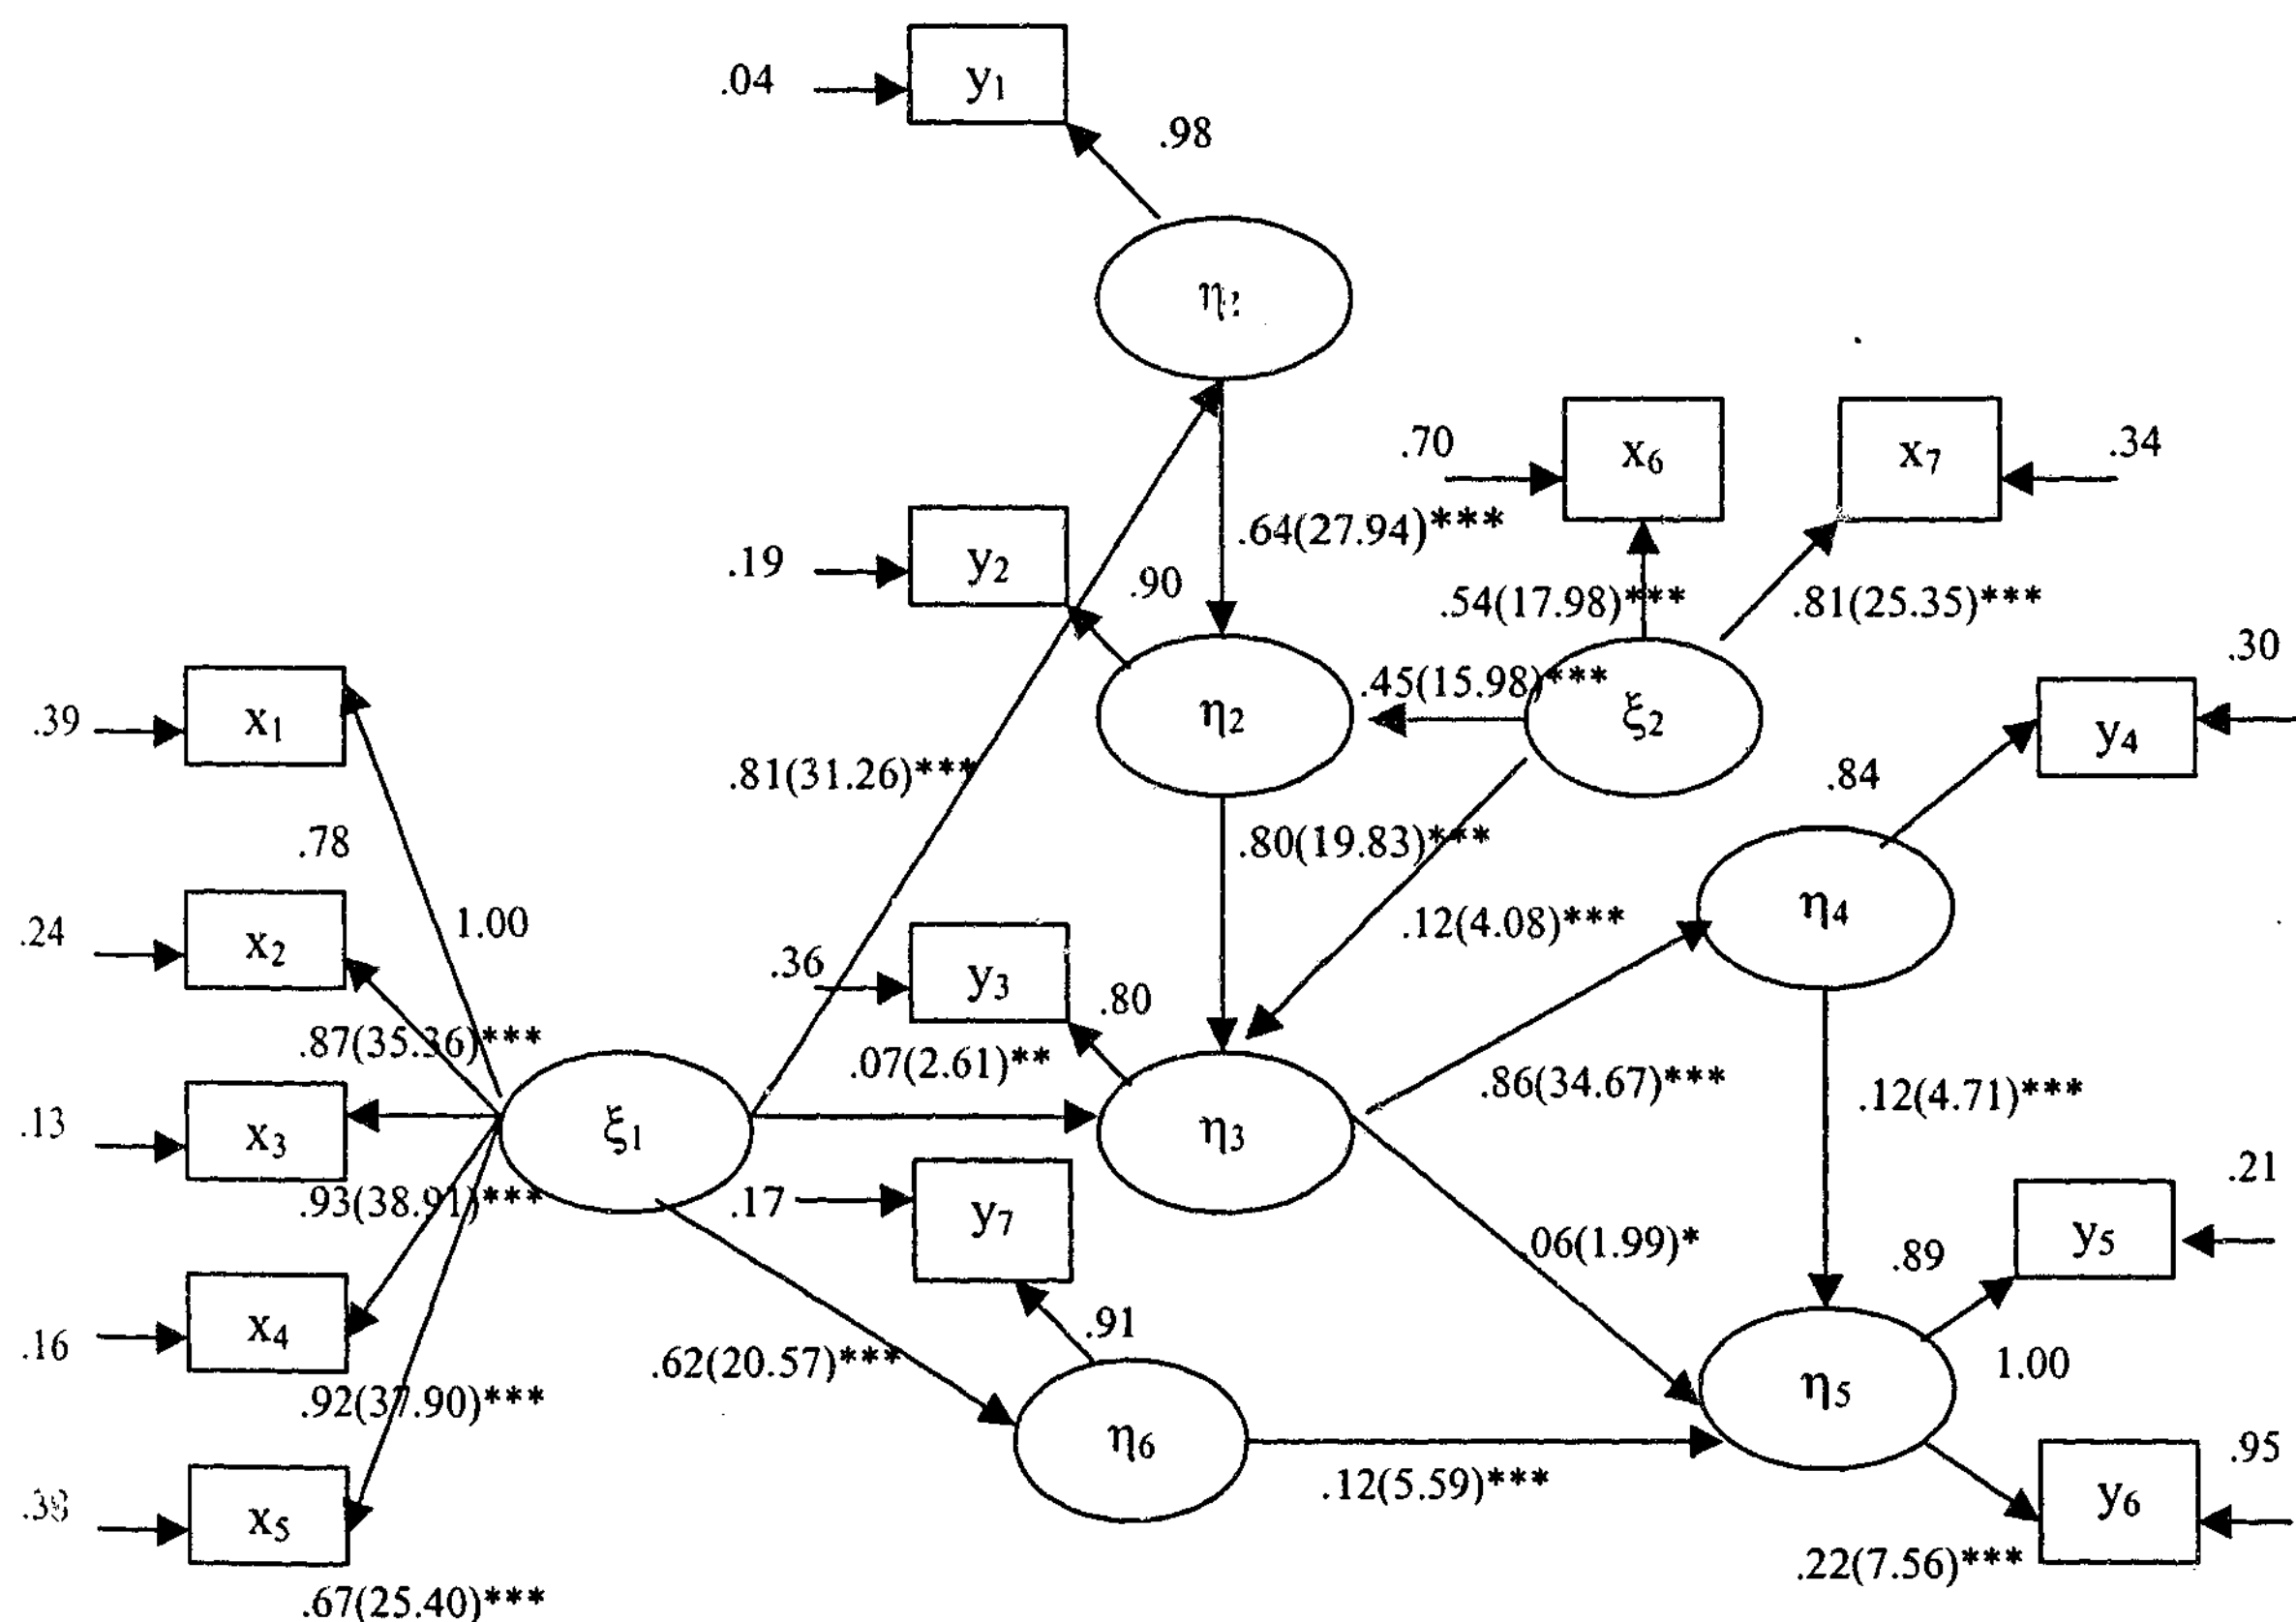 .04
y₁
.98
.70
x₆
x₇
.34
.64(27.94)***
.19
y₂
.90
.54(17.98)***
.81(25.35)***
.30
.45(15.98)***
.39
x₁
η₂
ξ₂
y₄
.81(31.26)***
.84
.78
.80(19.83)***
.24
x₂
1.00
.12(4.08)***
η₄
.36
y₃
.80
.87(35.36)***
.07(2.61)**
.86(34.67)***
.12(4.71)***
.13
x₃
ξ₁
η₃
.21
.93(38.91)***
.17
y₇
.06(1.99)*
.89
y₅
.16
x₄
.91
.62(20.57)***
1.00
.92(37.90)***
η₅
η₆
.95
.12(5.59)***
x₅
y₆
.22(7.56)***
.67(25.40)***